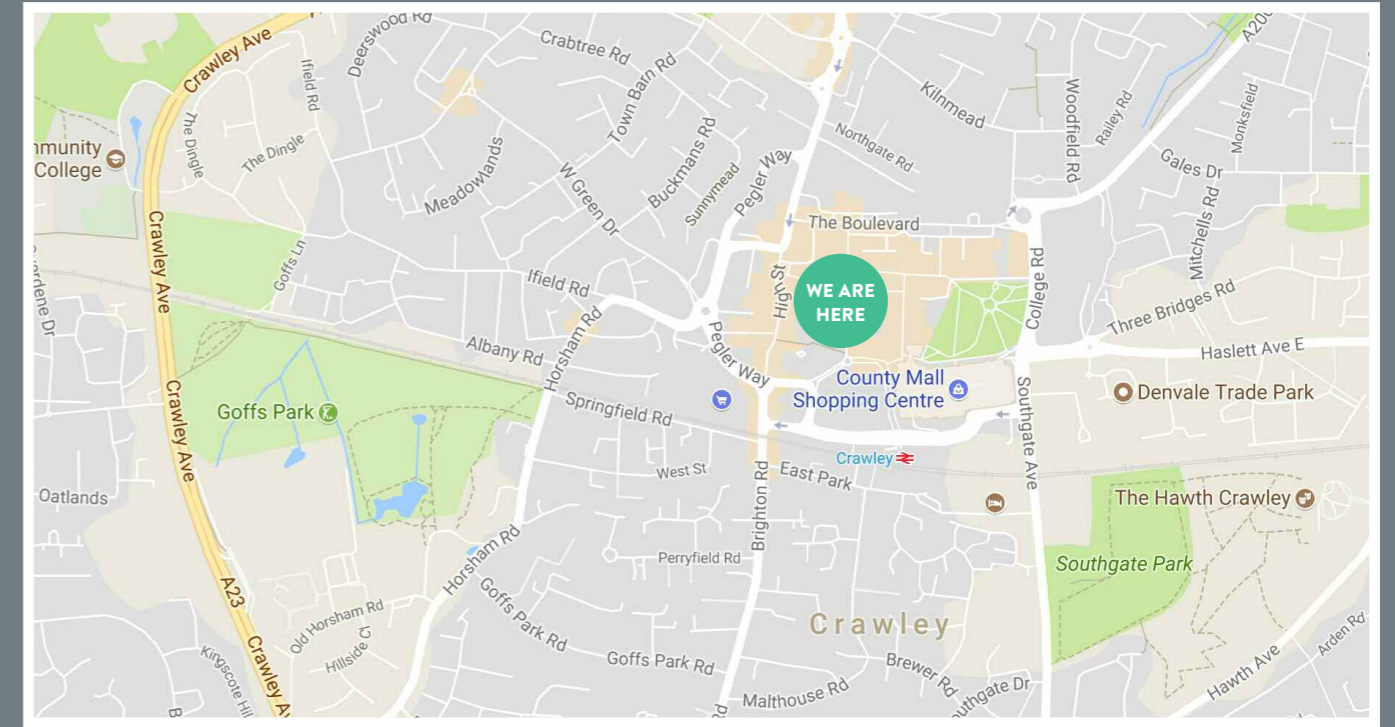 Crawley Ave
Deerswood Rd
Ifield Rd
Crabtree Rd
Town Barn Rd
Kilnmead
Woodfield Rd
Railey Rd
Monksfield
The Dingle
The Dingle
Meadowlands
Buckmans Rd
Sunnymead
Pegler Way
Northgate Rd
Gales Dr
College
W Green Dr
Mitchells Rd
Crawley Ave
Goffs Ln
The Boulevard
College Rd
Ifield Rd
High St
WE ARE
HERE
Three Bridges Rd
Albany Rd
Horsham Rd
Pegler Way
Haslett Ave E
County Mall
Shopping Centre
Denvale Trade Park
Goffs Park
Springfield Rd
Southgate Ave
Crawley Ave
Crawley
West St
East Park
Oatlands
The Hawth Crawley
Brighton Rd
Perryfield Rd
Southgate Park
Horsham Rd
Goffs Park Rd
A23
Old Horsham Rd
Hillside Cl
Crawley
Goffs Park Rd
Brewer Rd
Malthouse Rd
Hawth Ave
Arden Rd